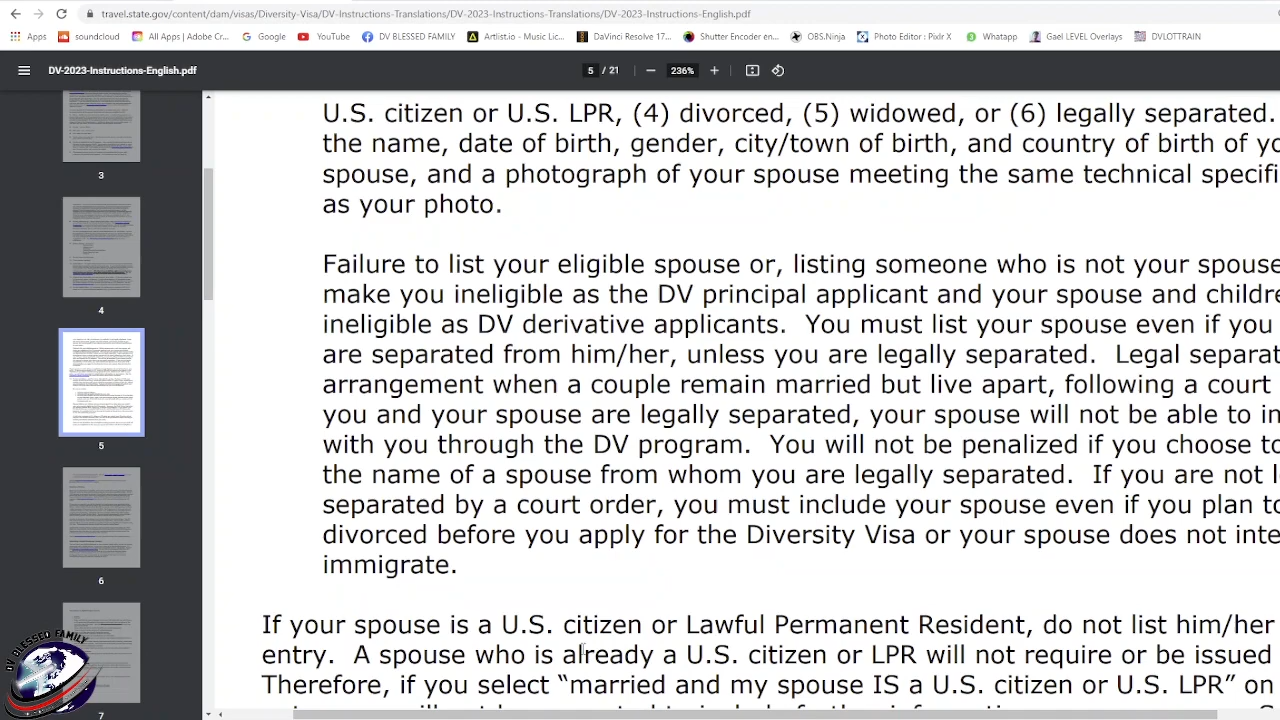 travel.state.gov/content/dam/visas/Diversity-Visa/DV-Instructions-Translations/DV-2023-Instructions-Translations/DV-2023-Instructions-English.pdf
Apps soundcloud All Apps | Adobe Cr... Google YouTube DV BLESSED FAMILY Artlist.io - Music Lic... DaVinci Resolve 17... Shutter Encoder en... OBS.Ninja Photo Editor : Pixlr X Whatapp Gael LEVEL Overlays DVLOTTRAIN
DV-2023-Instructions-English.pdf 5 / 21 236%
U.S. citizen or U.S. LPR, (4) divorced, (5) widowed, or (6) legally separated.
the name, date of birth, gender, city/town of birth, and country of birth of
spouse, and a photograph of your spouse meeting the same technical
as your photo.
Failure to list your eligible spouse or listing someone who is not your spouse
make you ineligible as the DV principal applicant and your spouse and
ineligible as DV derivative applicants. You must list your spouse even if you
are separated from him/her, unless you are legally separated. Legal
arrangement when a couple remain married but live apart, following a court
you and your spouse are legally separated, your spouse will not be able to
with you through the DV program. You will not be penalized if you choose
the name of a spouse from whom you are legally separated. If you are not
separated by a court order, you must include your spouse even if you plan
divorced before you apply for the Diversity Visa or your spouse does not
immigrate.
If your spouse is a U.S. citizen or Lawful Permanent Resident, do not list him/her
entry. A spouse who is already a U.S. citizen or LPR will not require or be issued
Therefore, if you select “married and my spouse IS a U.S. citizen or U.S. LPR” on
3
4
5
6
7
DV BLESSED FAMILY